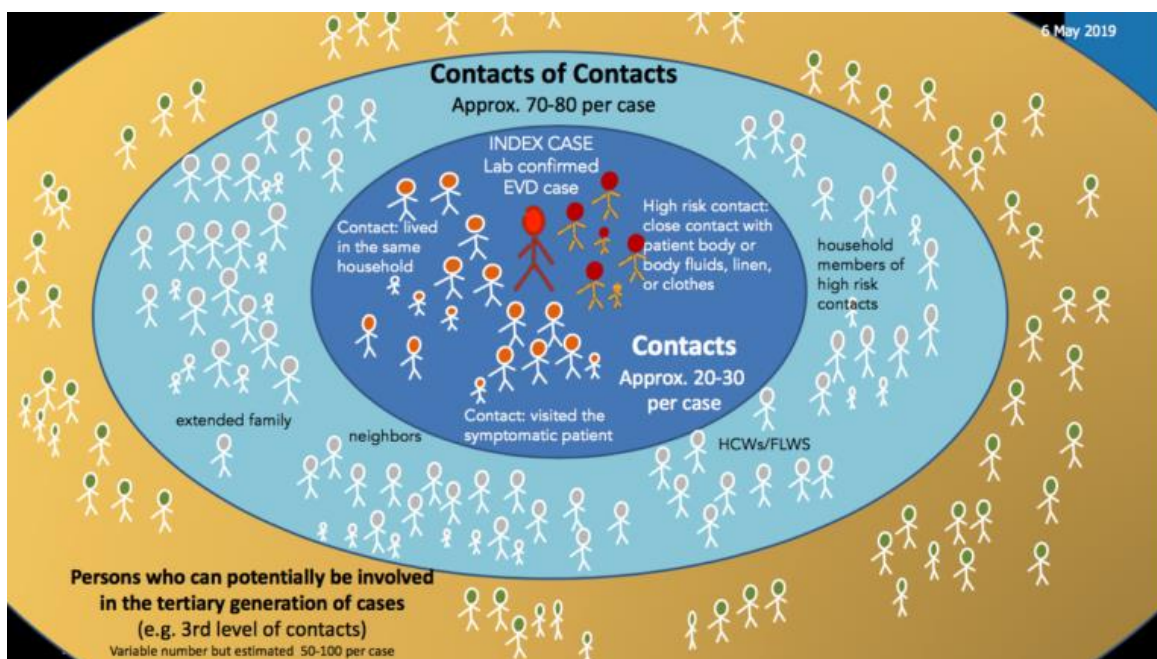 6 May 2019
Contacts of Contacts
Approx. 70-80 per case
INDEX CASE
Lab confirmed
EVD case
Contact: lived
in the same
household
High risk contact:
close contact with
patient body or
body fluids, linen,
or clothes
household
members of
high risk
contacts
Contacts
Approx. 20-30
per case
Contact: visited the
symptomatic patient
extended family
neighbors
HCWs/FLWS
Persons who can potentially be involved
in the tertiary generation of cases
(e.g. 3rd level of contacts)
Variable number but estimated 50-100 per case